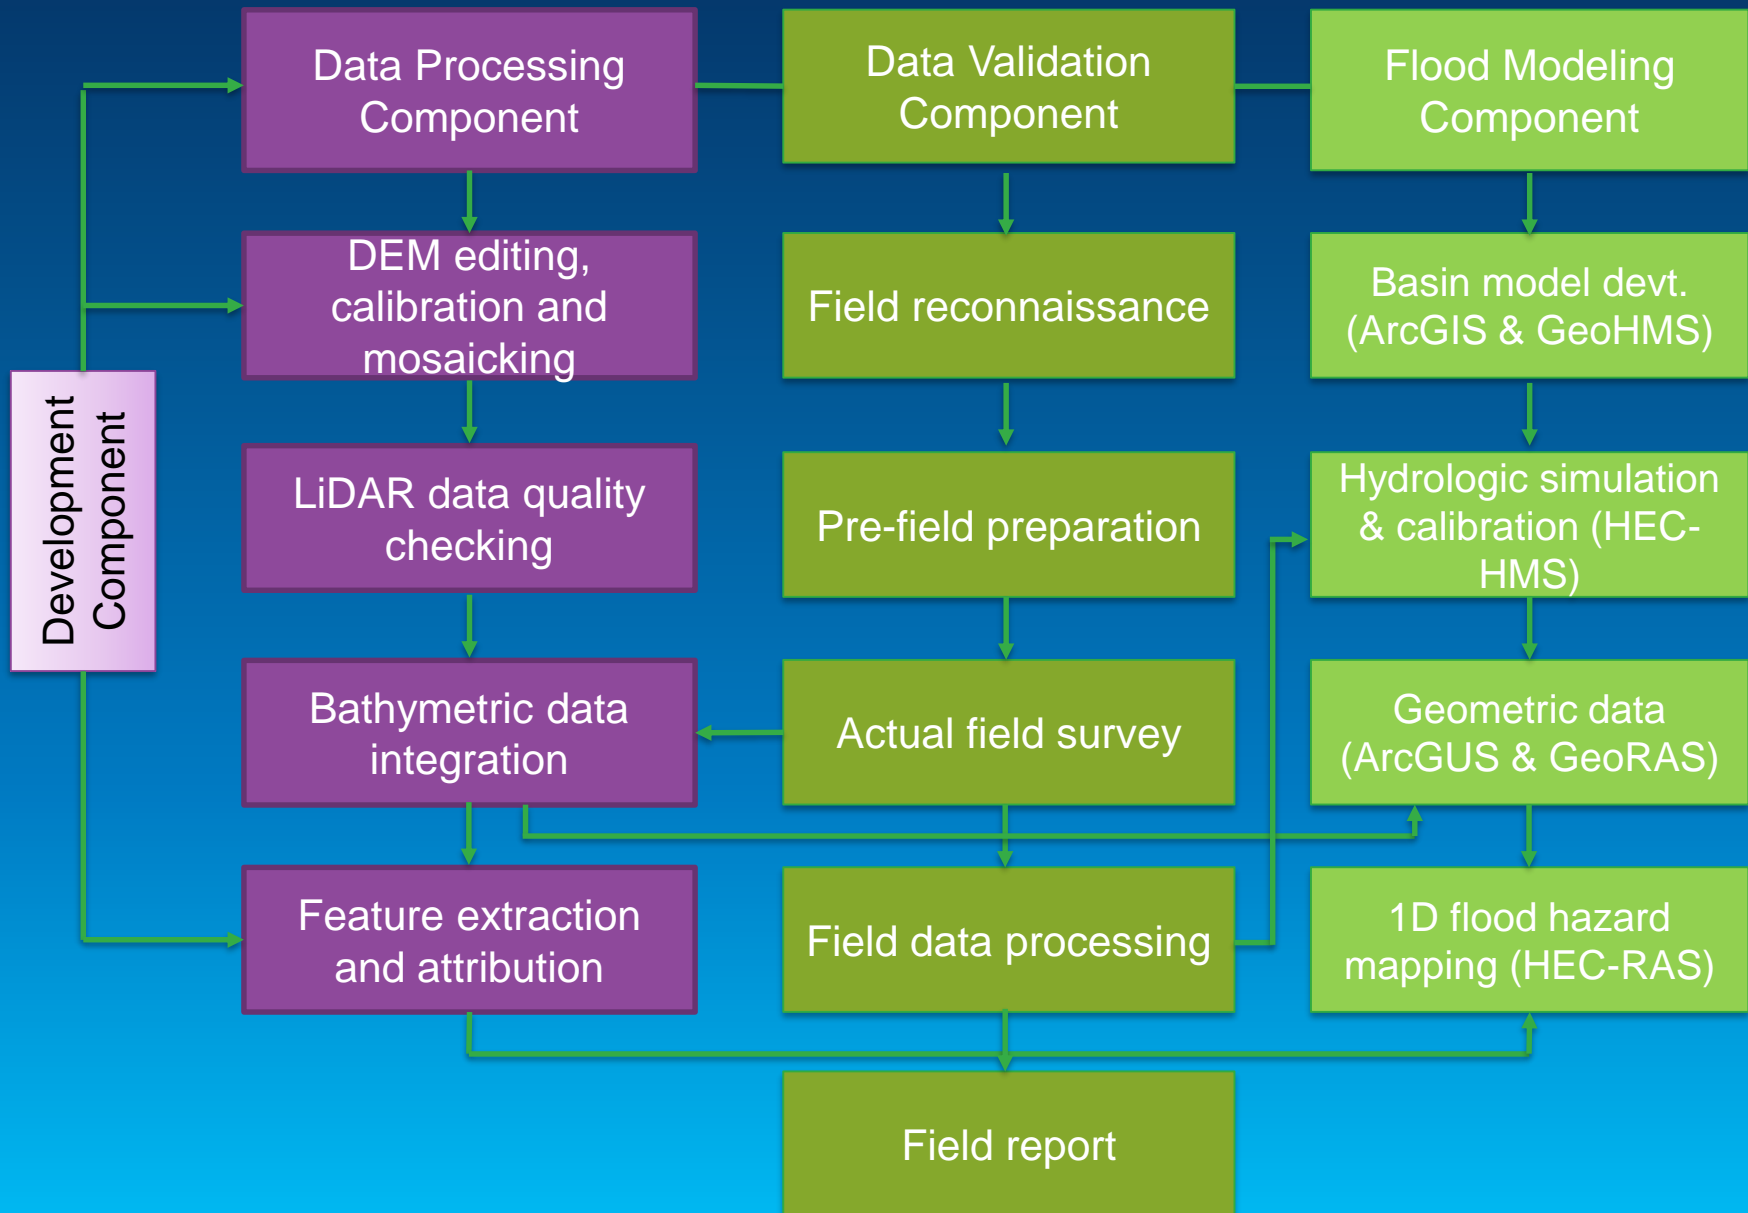 Data Processing
Component
Data Validation
Component
Flood Modeling
Component
DEM editing,
calibration and
mosaicking
Field reconnaissance
Basin model devt.
(ArcGIS & GeoHMS)
Development
Component
LiDAR data quality
checking
Pre-field preparation
Hydrologic simulation
& calibration (HEC-
HMS)
Bathymetric data
integration
Actual field survey
Geometric data
(ArcGUS & GeoRAS)
Feature extraction
and attribution
Field data processing
1D flood hazard
mapping (HEC-RAS)
Field report